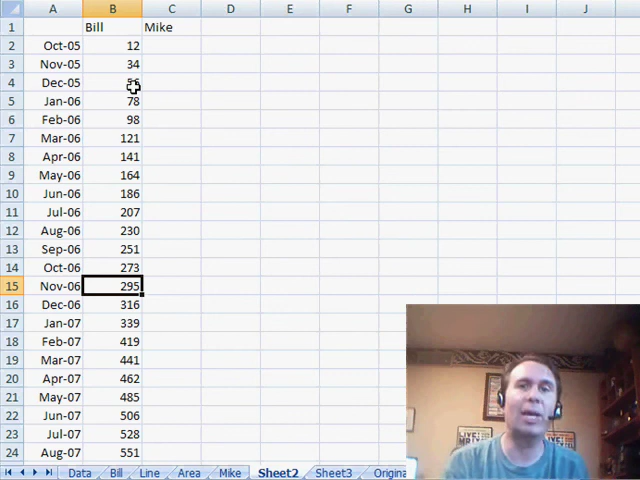 A B C D E F G H I J
1 Bill Mike
2 Oct-05 12
3 Nov-05 34
4 Dec-05 56
5 Jan-06 78
6 Feb-06 98
7 Mar-06 121
8 Apr-06 141
9 May-06 164
10 Jun-06 186
11 Jul-06 207
12 Aug-06 230
13 Sep-06 251
14 Oct-06 273
15 Nov-06 295
16 Dec-06 316
17 Jan-07 339
18 Feb-07 419
19 Mar-07 441
20 Apr-07 462
21 May-07 485
22 Jun-07 506
23 Jul-07 528
24 Aug-07 551
Data Bill Line Area Mike Sheet2 Sheet3 Origina